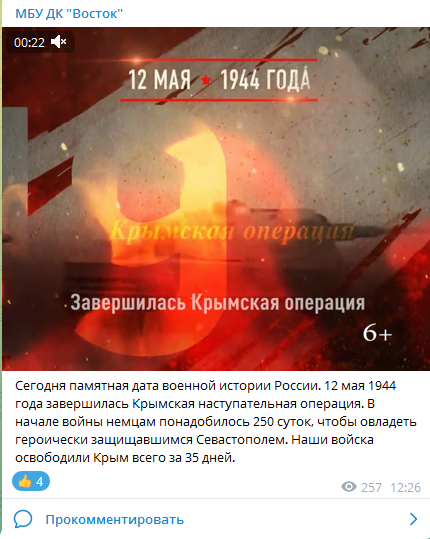 МБУ ДК "Восток"
00:22
12 МАЯ ★ 1944 ГОДА
9
Крымская операция
Завершилась Крымская операция
6+
Сегодня памятная дата военной истории России. 12 мая 1944
года завершилась Крымская наступательная операция. В
начале войны немцам понадобилось 250 суток, чтобы овладеть
героически защищавшимся Севастополем. Наши войска
освободили Крым всего за 35 дней.
👍 4
257 12:26
Прокомментировать